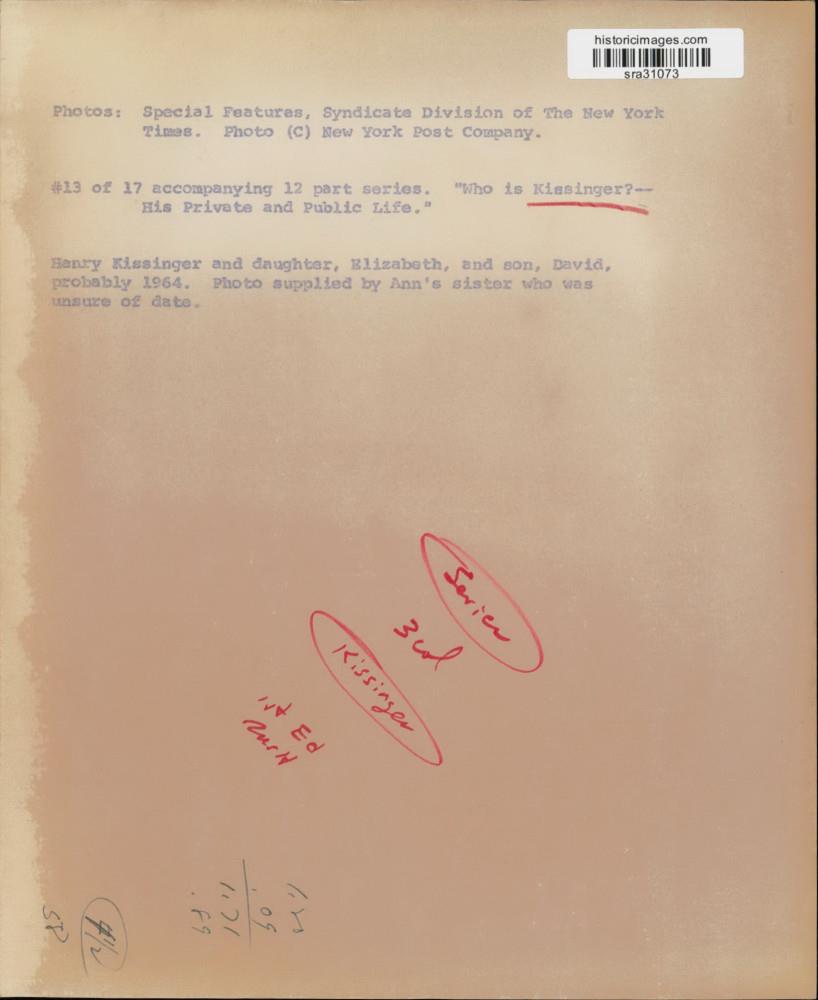 historicimages.com
sra31073
Photos: Special Features, Syndicate Division of The New York
Times. Photo (C) New York Post Company.
#13 of 17 accompanying 12 part series. "Who is Kissinger?--
His Private and Public Life."
Henry Kissinger and daughter, Elizabeth, and son, David,
probably 1964. Photo supplied by Ann's sister who was
unsure of date.
Series
3 col
Kissinger
1st Ed
Rush
58